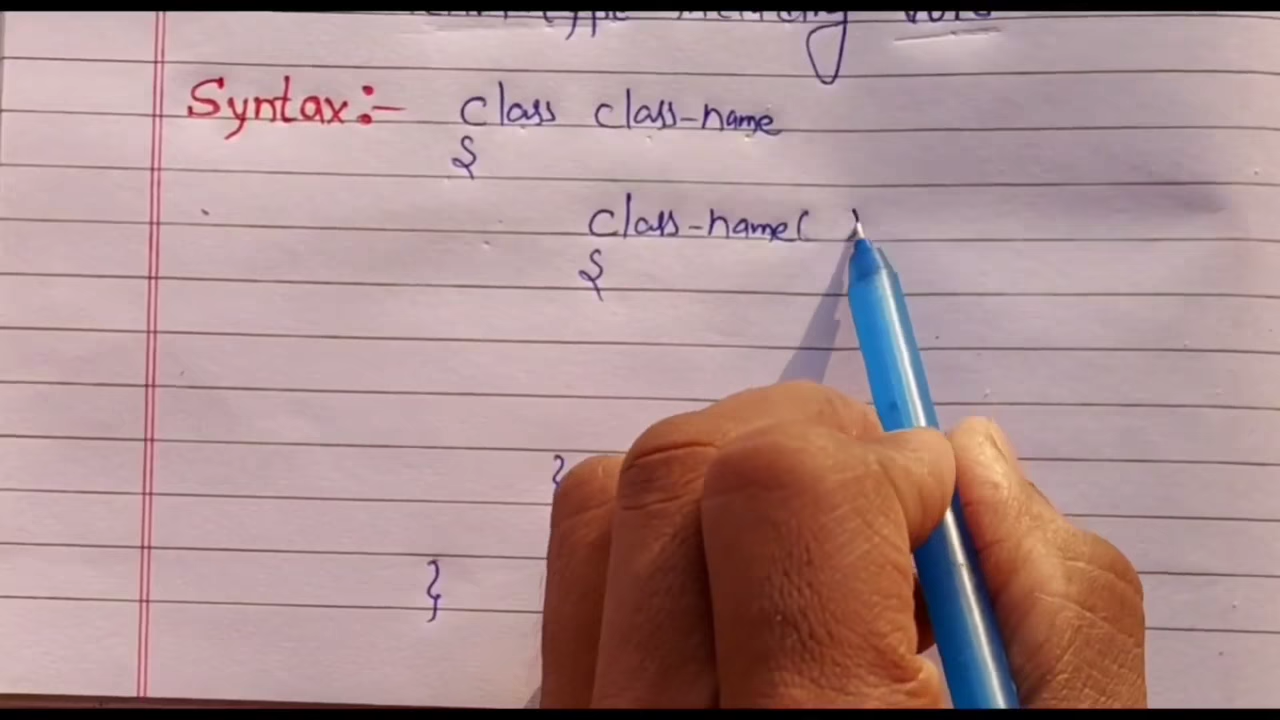 Syntax:- class class-name
{
class-name( )
{
}
}